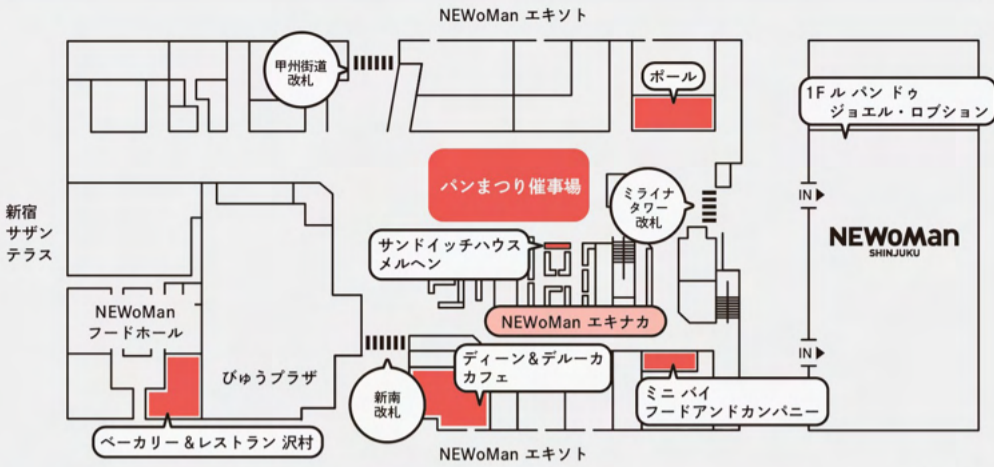 NEWoMan エキソト
甲州街道
改札
ポール
1F ル パン ドゥ
ジョエル・ロブション
パンまつり催事場
ミライナ
タワー
改札
IN
新宿
サザン
テラス
サンドイッチハウス
メルヘン
NEWoMan
SHINJUKU
NEWoMan
フードホール
NEWoMan エキナカ
びゅうプラザ
新南
改札
ディーン&デルーカ
カフェ
IN
ミニ バイ
フードアンドカンパニー
ベーカリー&レストラン 沢村
NEWoMan エキソト